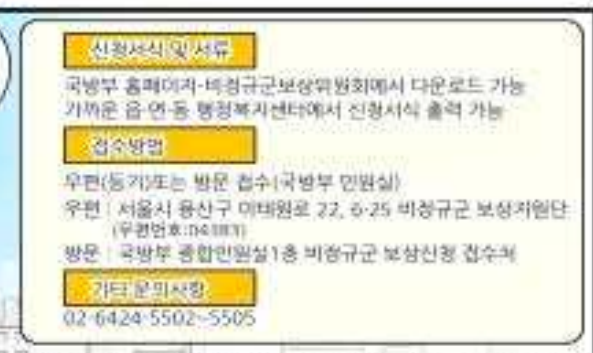 신청서식 및 서류
국방부 홈페이지-비정규군보상위원회에서 다운로드 가능
가까운 읍·면·동 행정복지센터에서 신청서식 출력 가능
접수방법
우편(등기)또는 방문 접수(국방부 민원실)
우편 : 서울시 용산구 이태원로 22, 6·25 비정규군 보상지원단
(우편번호:04383)
방문 : 국방부 종합민원실1층 비정규군 보상신청 접수처
기타 문의사항
02-6424-5502~5505